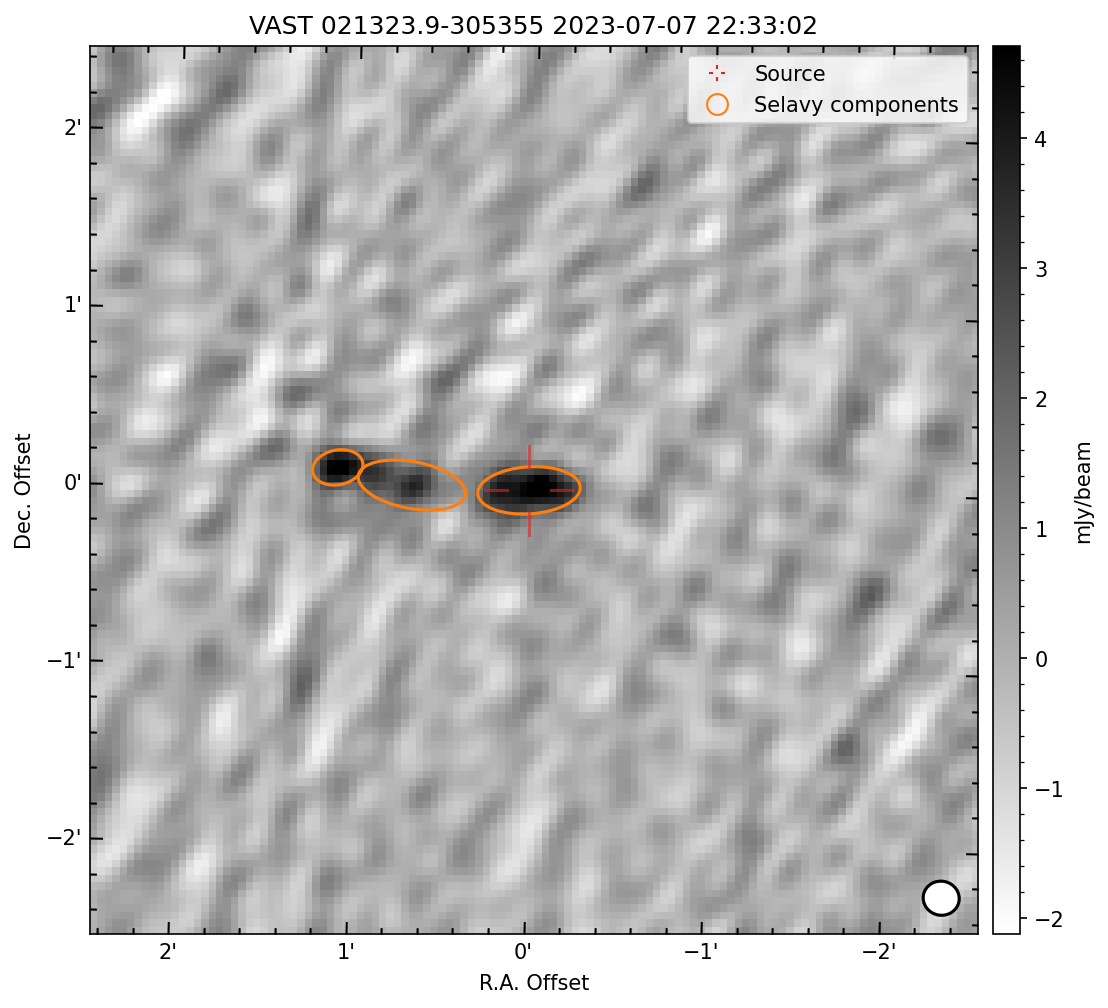 VAST 021323.9-305355 2023-07-07 22:33:02
Source
Selavy components
2'
1'
0'
−1'
−2'
Dec. Offset
2'
1'
0'
−1'
−2'
R.A. Offset
4
3
2
1
0
−1
−2
mJy/beam